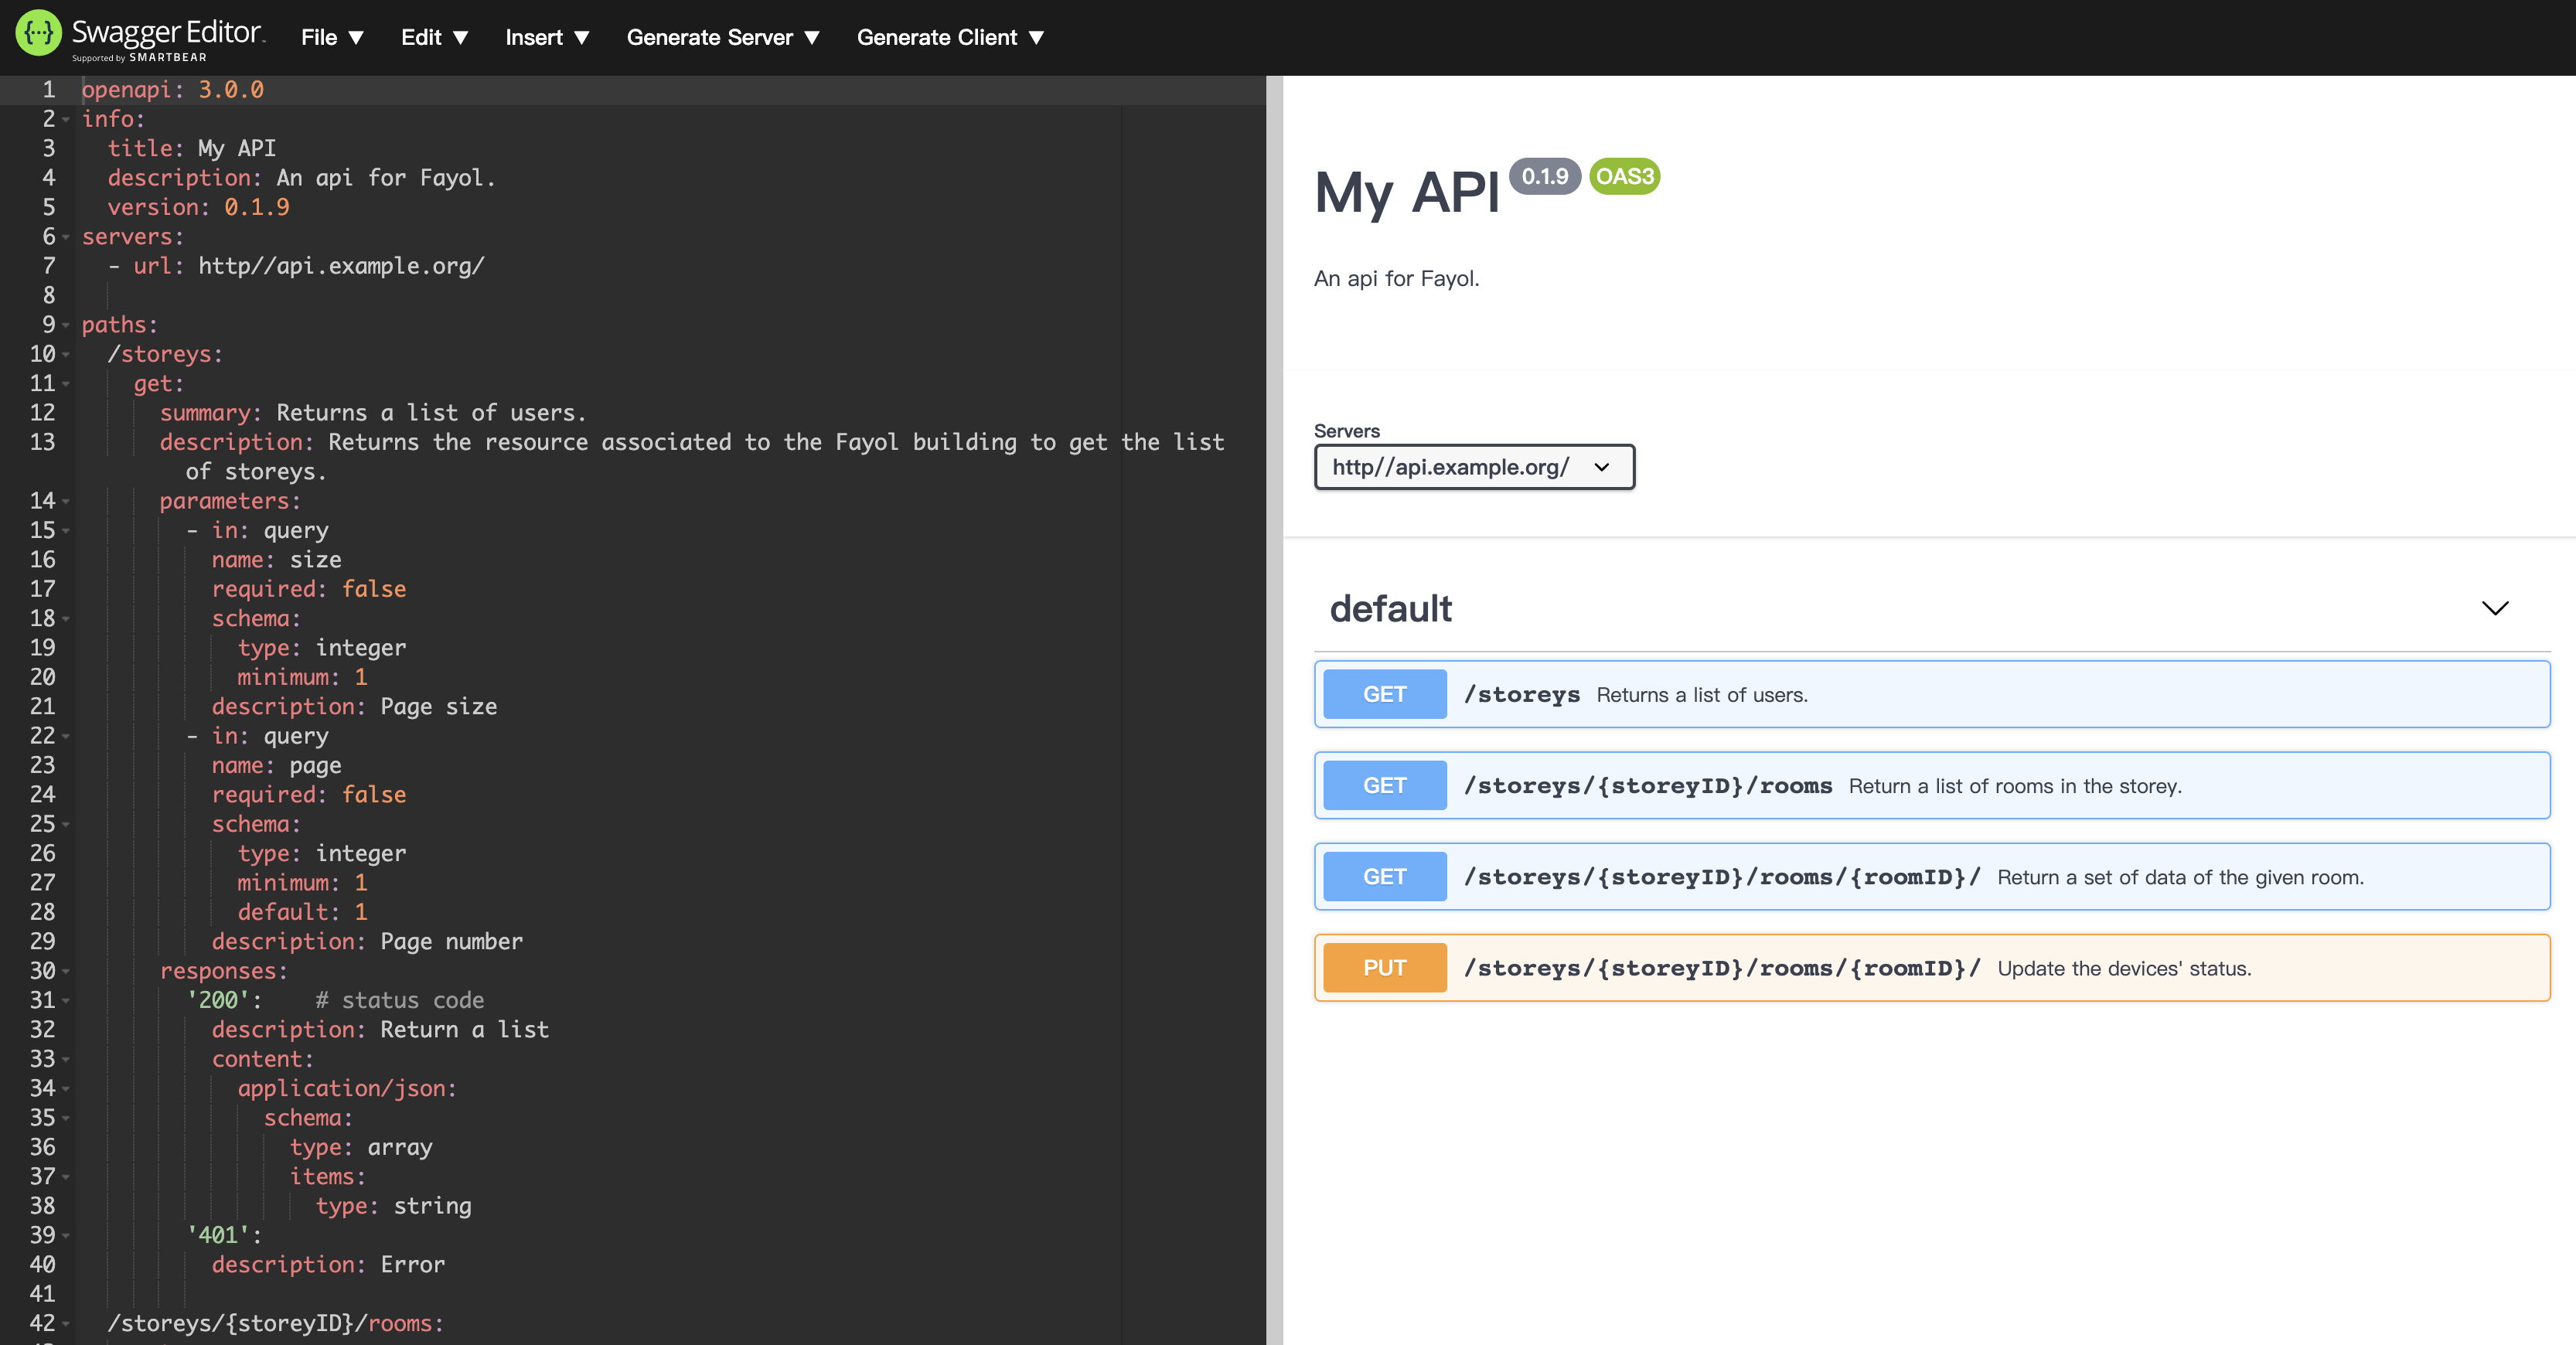 Swagger Editor
Supported by SMARTBEAR
File ▼ Edit ▼ Insert ▼ Generate Server ▼ Generate Client ▼
1 openapi: 3.0.0
2 info:
3 title: My API
4 description: An api for Fayol.
5 version: 0.1.9
6 servers:
7 - url: http//api.example.org/
8
9 paths:
10 /storeys:
11 get:
12 summary: Returns a list of users.
13 description: Returns the resource associated to the Fayol building to get the list
of storeys.
14 parameters:
15 - in: query
16 name: size
17 required: false
18 schema:
19 type: integer
20 minimum: 1
21 description: Page size
22 - in: query
23 name: page
24 required: false
25 schema:
26 type: integer
27 minimum: 1
28 default: 1
29 description: Page number
30 responses:
31 '200': # status code
32 description: Return a list
33 content:
34 application/json:
35 schema:
36 type: array
37 items:
38 type: string
39 '401':
40 description: Error
41
42 /storeys/{storeyID}/rooms:
My API 0.1.9 OAS3
An api for Fayol.
Servers
http//api.example.org/
default
GET /storeys Returns a list of users.
GET /storeys/{storeyID}/rooms Return a list of rooms in the storey.
GET /storeys/{storeyID}/rooms/{roomID}/ Return a set of data of the given room.
PUT /storeys/{storeyID}/rooms/{roomID}/ Update the devices' status.